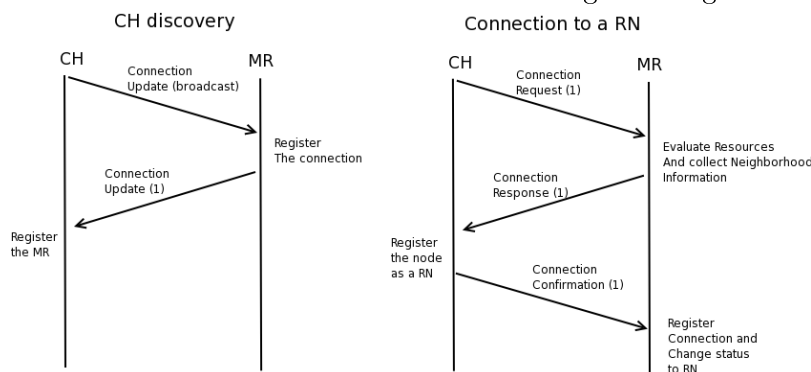 CH discovery
CH
MR
Connection
Update (broadcast)
Register
The connection
Connection
Update (1)
Register
the MR
Connection to a RN
CH
MR
Connection
Request (1)
Evaluate Resources
And collect Neighborhood
Information
Connection
Response (1)
Register
the node
as a RN
Connection
Confirmation (1)
Register
Connection and
Change status
to RN